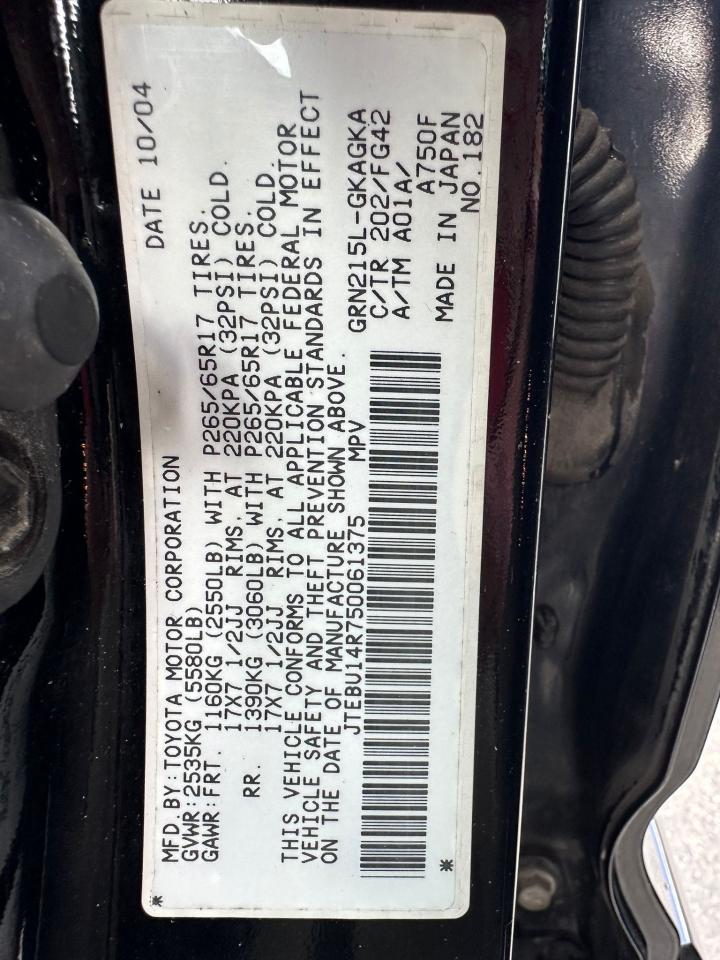 MFD.BY:TOYOTA MOTOR CORPORATION DATE 10/04
GVWR:2535KG (5580LB)
GAWR:FRT. 1160KG (2550LB) WITH P265/65R17 TIRES.
17X7 1/2JJ RIMS. AT 220KPA (32PSI) COLD.
RR. 1390KG (3060LB) WITH P265/65R17 TIRES.
17X7 1/2JJ RIMS. AT 220KPA (32PSI) COLD.
THIS VEHICLE CONFORMS TO ALL APPLICABLE FEDERAL MOTOR
VEHICLE SAFETY AND THEFT PREVENTION STANDARDS IN EFFECT
ON THE DATE OF MANUFACTURE SHOWN ABOVE.
JTEBU14R750061375 MPV
GRN215L-GKAGKA
C/TR 202/FG42
A/TM A01A/
A750F
MADE IN JAPAN
NO.182